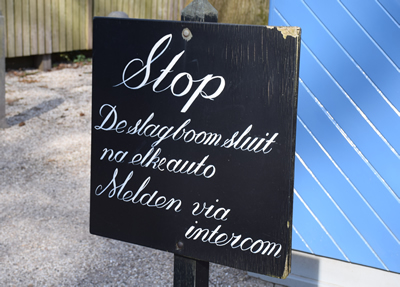 Stop
De slagboom sluit
na elke auto
Melden via
intercom